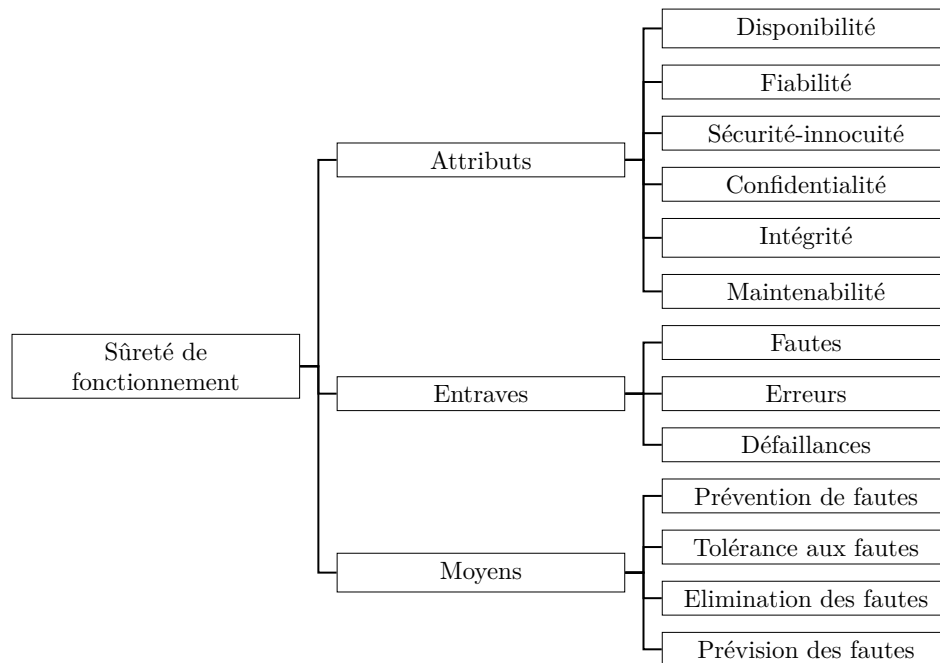 Disponibilité
Fiabilité
Sécurité-innocuité
Attributs
Confidentialité
Intégrité
Maintenabilité
Sûreté de
fonctionnement
Fautes
Entraves
Erreurs
Défaillances
Prévention de fautes
Tolérance aux fautes
Moyens
Elimination des fautes
Prévision des fautes